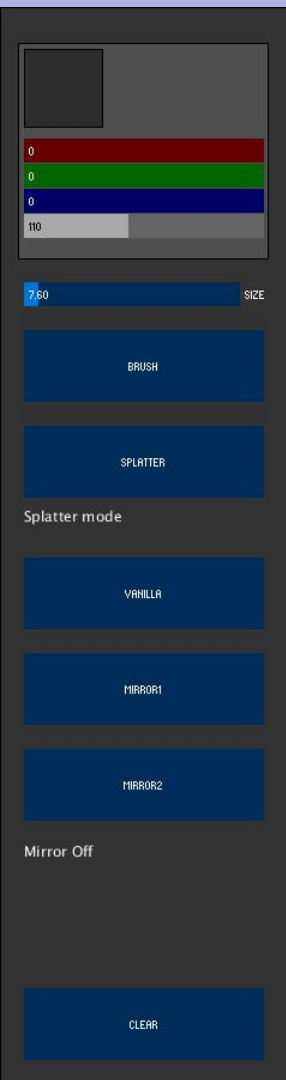 0
0
0
110
7.60 SIZE
BRUSH
SPLATTER
Splatter mode
VANILLA
MIRROR1
MIRROR2
Mirror Off
CLEAR